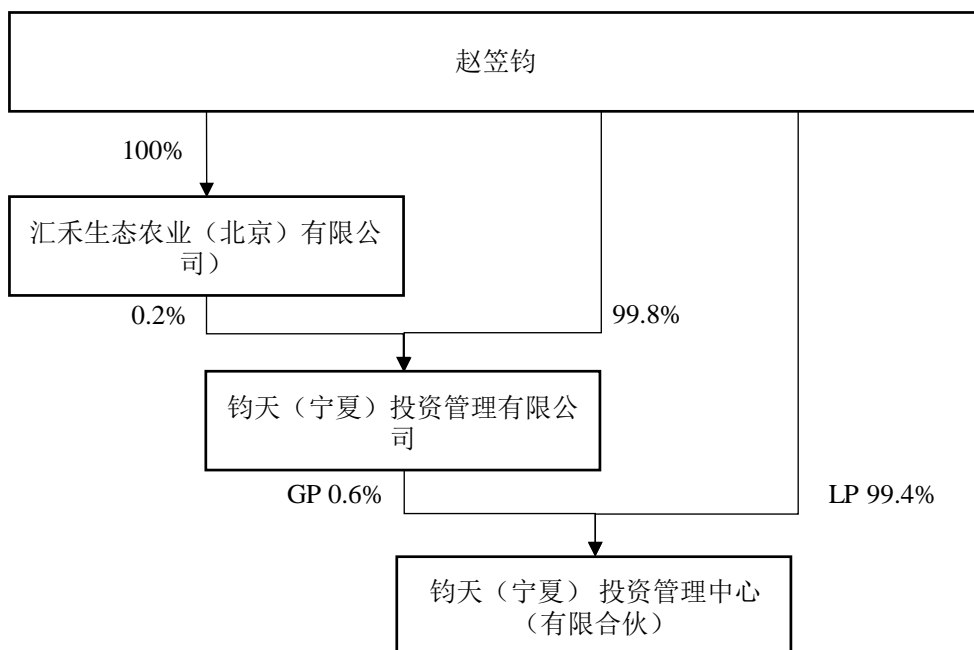 赵笠钧
100%
汇禾生态农业（北京）有限公
司）
0.2%
99.8%
钧天（宁夏）投资管理有限公
司
GP 0.6%
LP 99.4%
钧天（宁夏） 投资管理中心
（有限合伙）